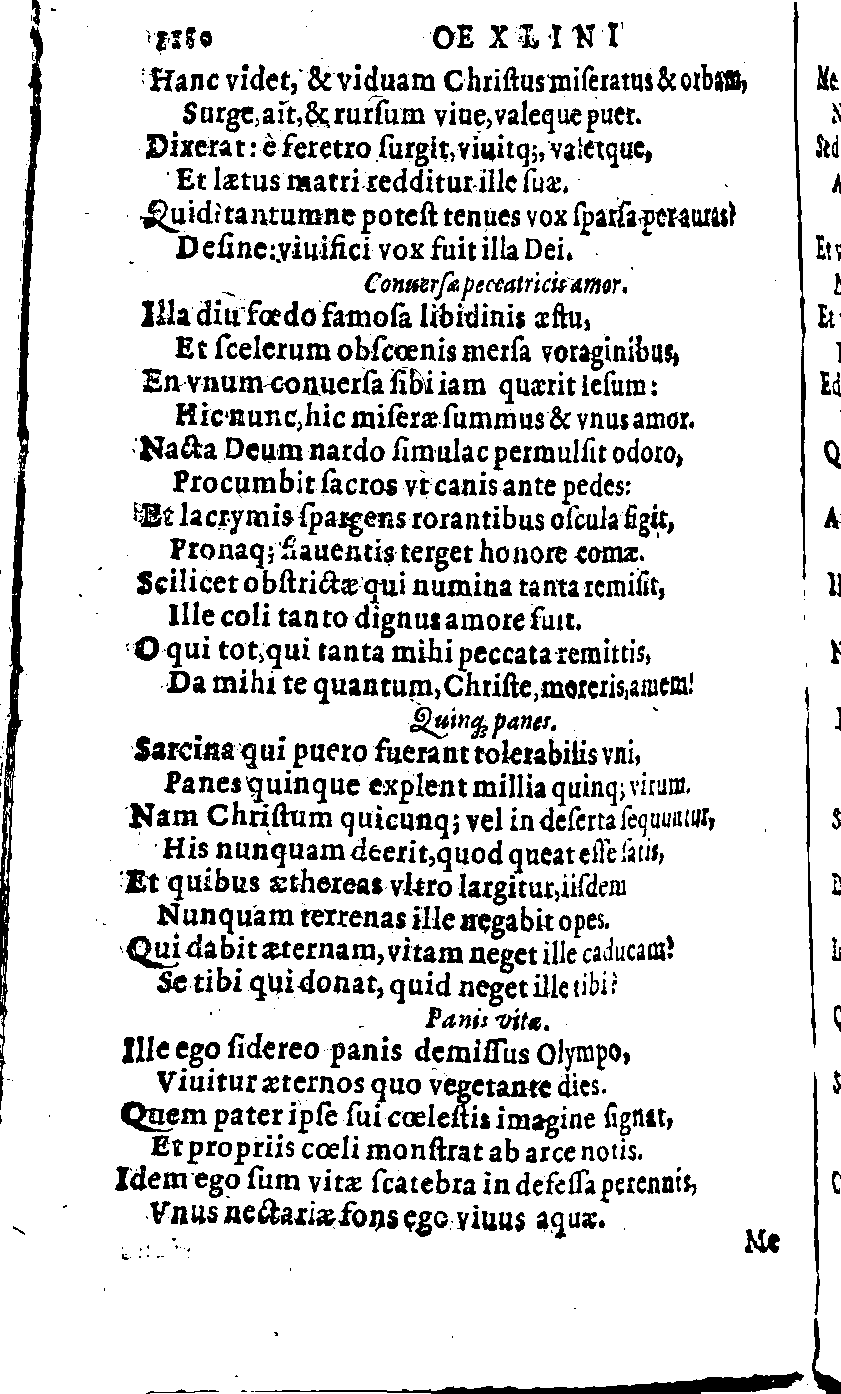 1180 OEXLINI
Hanc videt, & viduam Chriſtus miſeratus & orbam,
Surge, ait, & rurſum viue, valeque puer.
Dixerat: è feretro ſurgit, viuitq;, valetque,
Et lætus matri redditur ille ſuæ.
Quid? tantumne poteſt tenues vox ſparſa per auras?
Deſine: viuifici vox fuit illa Dei.
Conuerſæ peccatricis amor.
Illa diu fœdo famoſa libidinis æſtu,
Et ſcelerum obſcœnis merſa voraginibus,
En vnum conuerſa ſibi iam quærit Ieſum:
Hic nunc, hic miſeræ ſummus & vnus amor.
Nacta Deum nardo ſimulac permulſit odoro,
Procumbit ſacros vt canis ante pedes:
Et lacrymis ſpargens rorantibus oſcula figit,
Pronaq; flauentis terget honore comæ.
Scilicet obſtrictæ qui numina tanta remiſit,
Ille coli tanto dignus amore fuit.
O qui tot, qui tanta mihi peccata remittis,
Da mihi te quantum, Chriſte, moreris, amem!
Quinq; panes.
Sarcina qui puero fuerant tolerabilis vni,
Panes quinque explent millia quinq; virum.
Nam Chriſtum quicunq; vel in deſerta ſequuntur,
His nunquam deerit, quod queat eſſe ſatis,
Et quibus æthereas vltro largitur, iiſdem
Nunquam terrenas ille negabit opes.
Qui dabit æternam, vitam neget ille caducam?
Se tibi qui donat, quid neget ille tibi?
Panis vitæ.
Ille ego ſidereo panis demiſſus Olympo,
Viuitur æternos quo vegetante dies.
Quem pater ipſe ſui cœleſtis imagine ſignat,
Et propriis cœli monſtrat ab arce notis.
Idem ego ſum vitæ ſcatebra in defeſſa perennis,
Vnus nectariæ fons ego viuus aquæ.
Me